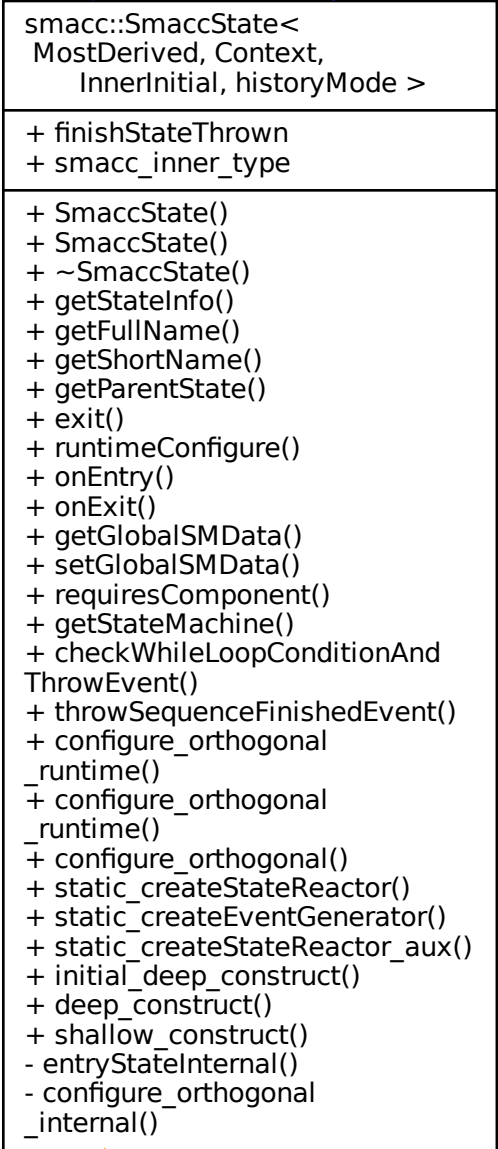 smacc::SmaccState<
MostDerived, Context,
InnerInitial, historyMode >
+ finishStateThrown
+ smacc_inner_type
+ SmaccState()
+ SmaccState()
+ ~SmaccState()
+ getStateInfo()
+ getFullName()
+ getShortName()
+ getParentState()
+ exit()
+ runtimeConfigure()
+ onEntry()
+ onExit()
+ getGlobalSMData()
+ setGlobalSMData()
+ requiresComponent()
+ getStateMachine()
+ checkWhileLoopConditionAnd
ThrowEvent()
+ throwSequenceFinishedEvent()
+ configure_orthogonal
_runtime()
+ configure_orthogonal
_runtime()
+ configure_orthogonal()
+ static_createStateReactor()
+ static_createEventGenerator()
+ static_createStateReactor_aux()
+ initial_deep_construct()
+ deep_construct()
+ shallow_construct()
- entryStateInternal()
- configure_orthogonal
_internal()